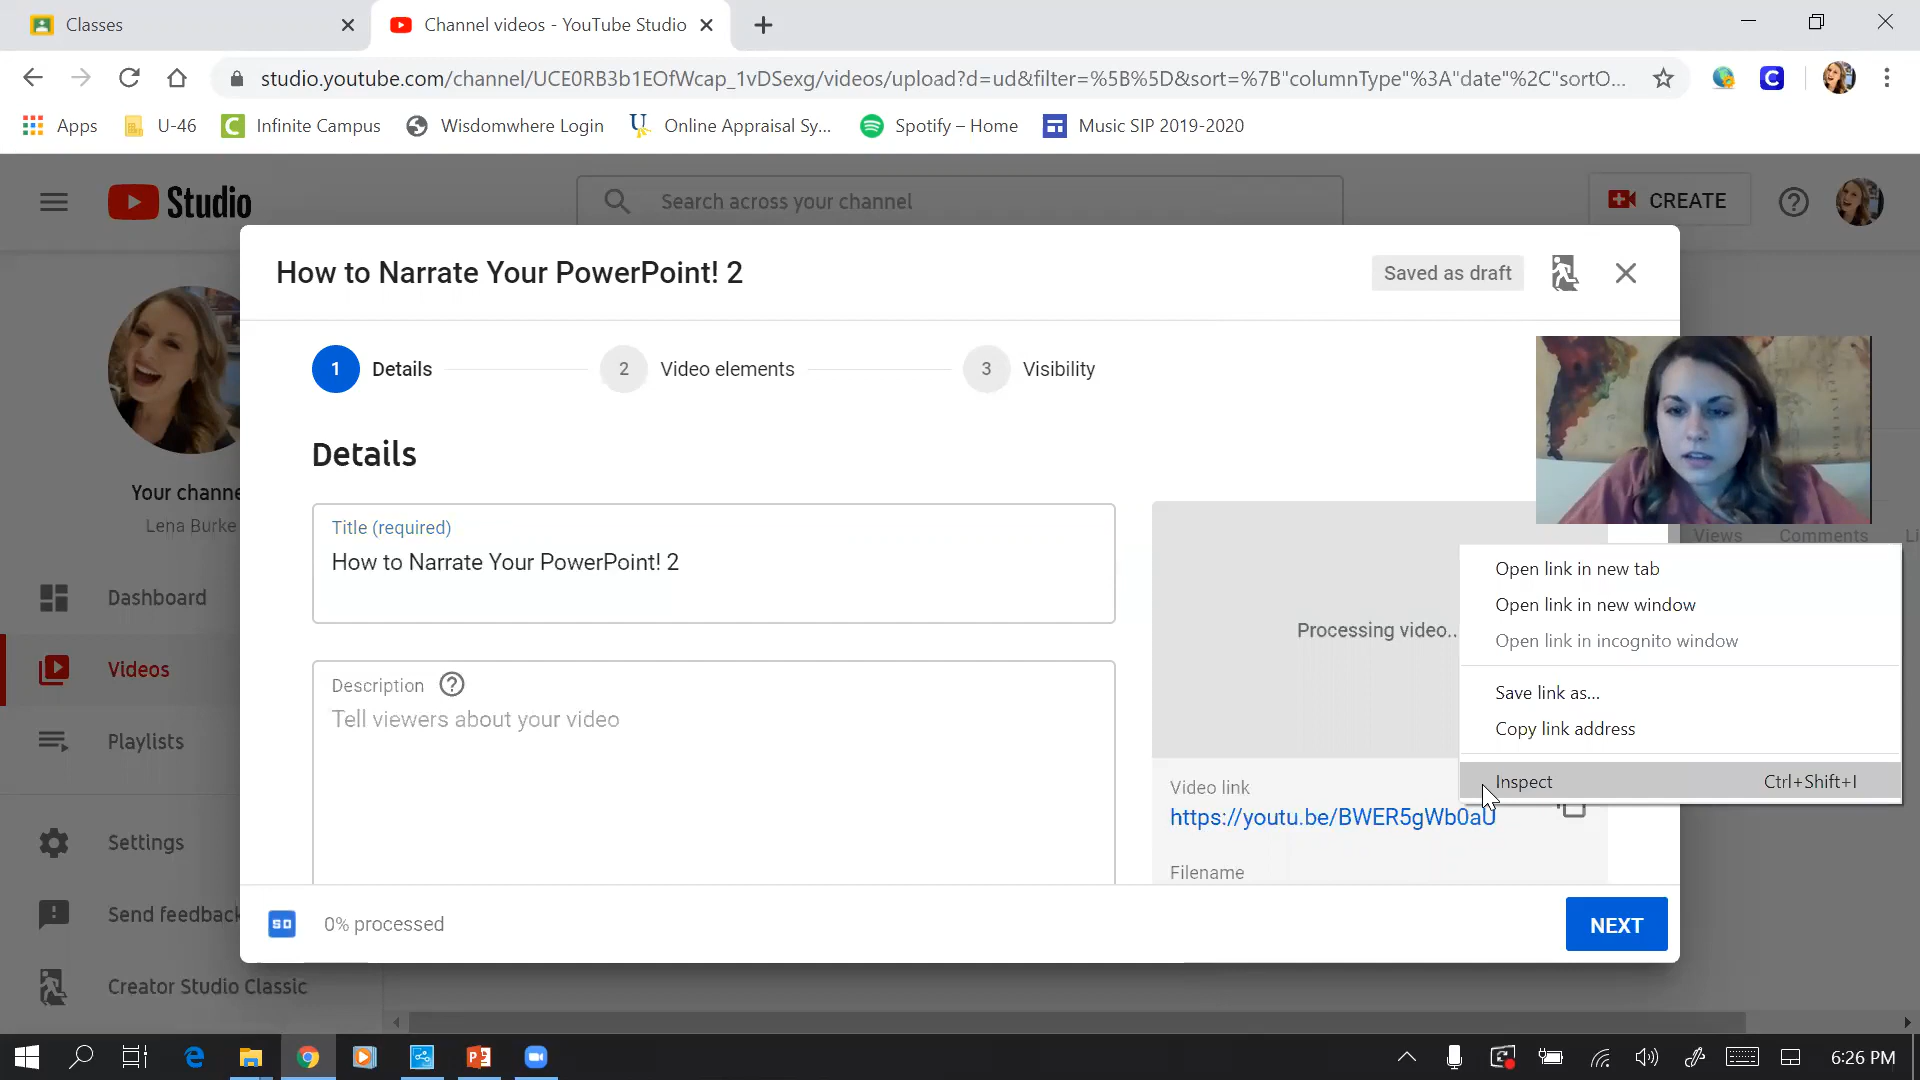 Classes
Channel videos - YouTube Studio
studio.youtube.com/channel/UCE0RB3b1EOfWcap_1vDSexg/videos/upload?d=ud&filter=%5B%5D&sort=%7B"columnType"%3A"date"%2C"sortO...
Apps
U-46
Infinite Campus
Wisdomwhere Login
Online Appraisal Sy...
Spotify – Home
Music SIP 2019-2020
Studio
Search across your channel
CREATE
How to Narrate Your PowerPoint! 2
Saved as draft
1 Details
2 Video elements
3 Visibility
Details
Your channe
Lena Burke
Title (required)
How to Narrate Your PowerPoint! 2
Views
Comments
Li
Open link in new tab
Open link in new window
Open link in incognito window
Save link as...
Copy link address
Inspect Ctrl+Shift+I
Dashboard
Videos
Playlists
Settings
Send feedback
Creator Studio Classic
Processing video..
Description
Tell viewers about your video
Video link
https://youtu.be/BWER5gWb0aU
Filename
SD
0% processed
NEXT
6:26 PM